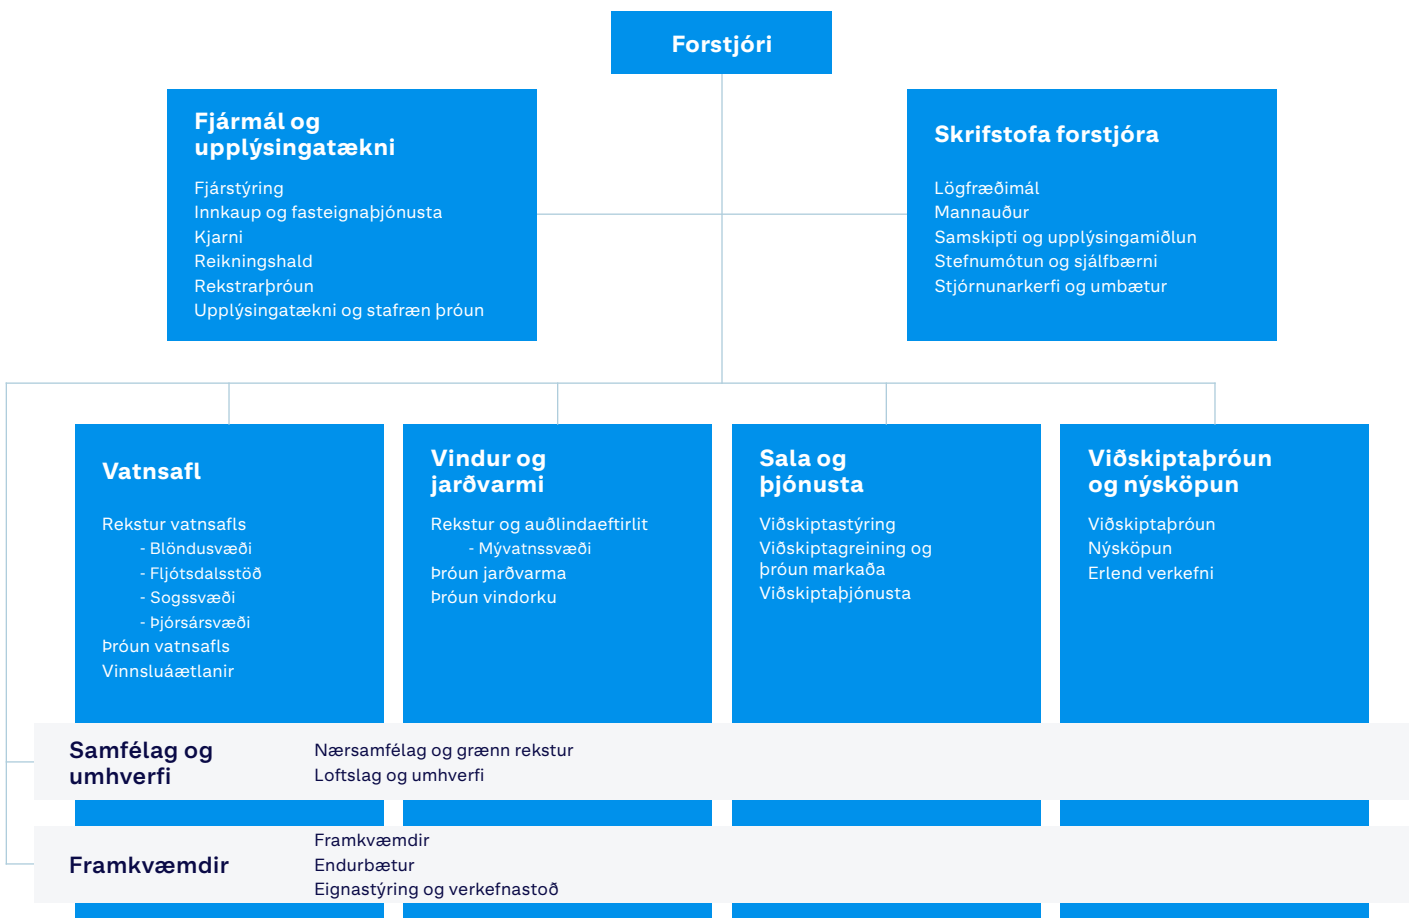 Forstjóri
Fjármál og
upplýsingatækni
Fjárstýring
Innkaup og fasteignaþjónusta
Kjarni
Reikningshald
Rekstrarþróun
Upplýsingatækni og stafræn þróun
Skrifstofa forstjóra
Lögfræðimál
Mannauður
Samskipti og upplýsingamiðlun
Stefnumótun og sjálfbærni
Stjórnunarkerfi og umbætur
Vatnsafl
Rekstur vatnsafls
- Blöndusvæði
- Fljótsdalsstöð
- Sogssvæði
- Þjórsársvæði
Þróun vatnsafls
Vinnsluáætlanir
Vindur og
jarðvarmi
Rekstur og auðlindaeftirlit
- Mývatnssvæði
Þróun jarðvarma
Þróun vindorku
Sala og
þjónusta
Viðskiptastýring
Viðskiptagreining og
þróun markaða
Viðskiptaþjónusta
Viðskiptaþróun
og nýsköpun
Viðskiptaþróun
Nýsköpun
Erlend verkefni
Samfélag og
umhverfi
Nærsamfélag og grænn rekstur
Loftslag og umhverfi
Framkvæmdir
Framkvæmdir
Endurbætur
Eignastýring og verkefnastoð